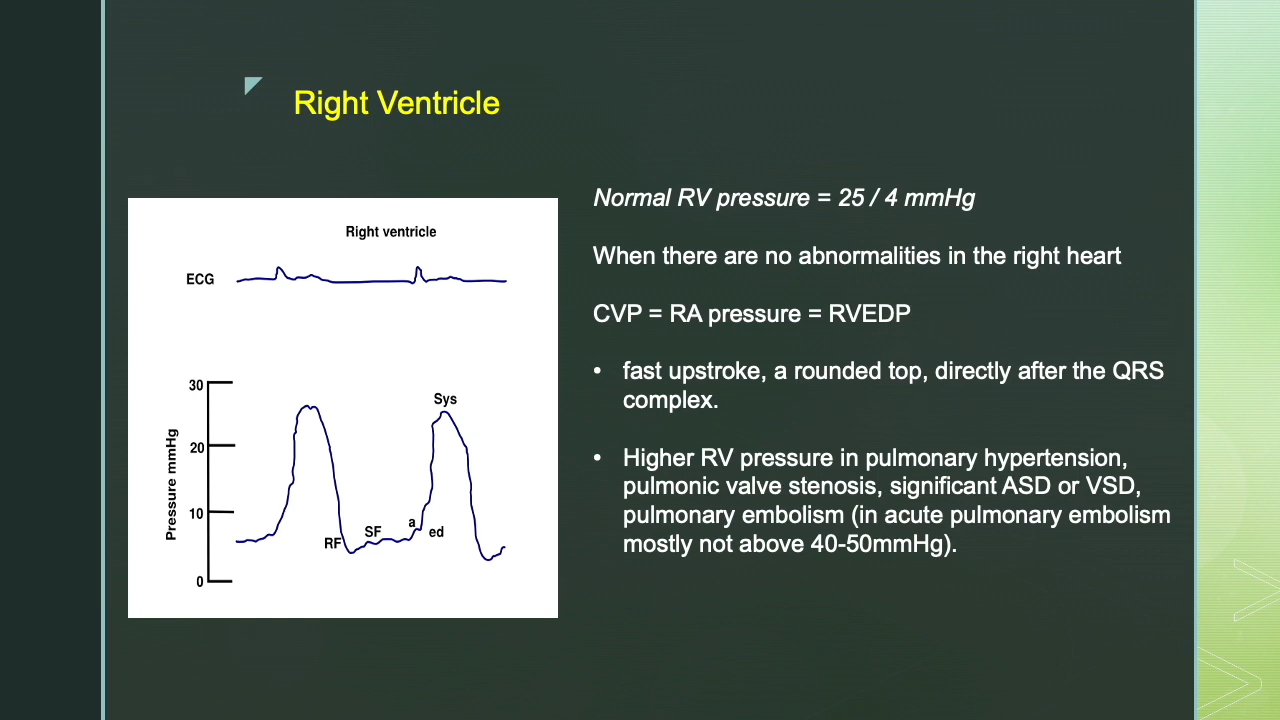 Right Ventricle
Right ventricle
ECG
30
20
10
0
Pressure mmHg
Sys
RF
SF
a
ed
Normal RV pressure = 25 / 4 mmHg
When there are no abnormalities in the right heart
CVP = RA pressure = RVEDP
• fast upstroke, a rounded top, directly after the QRS
complex.
• Higher RV pressure in pulmonary hypertension,
pulmonic valve stenosis, significant ASD or VSD,
pulmonary embolism (in acute pulmonary embolism
mostly not above 40-50mmHg).